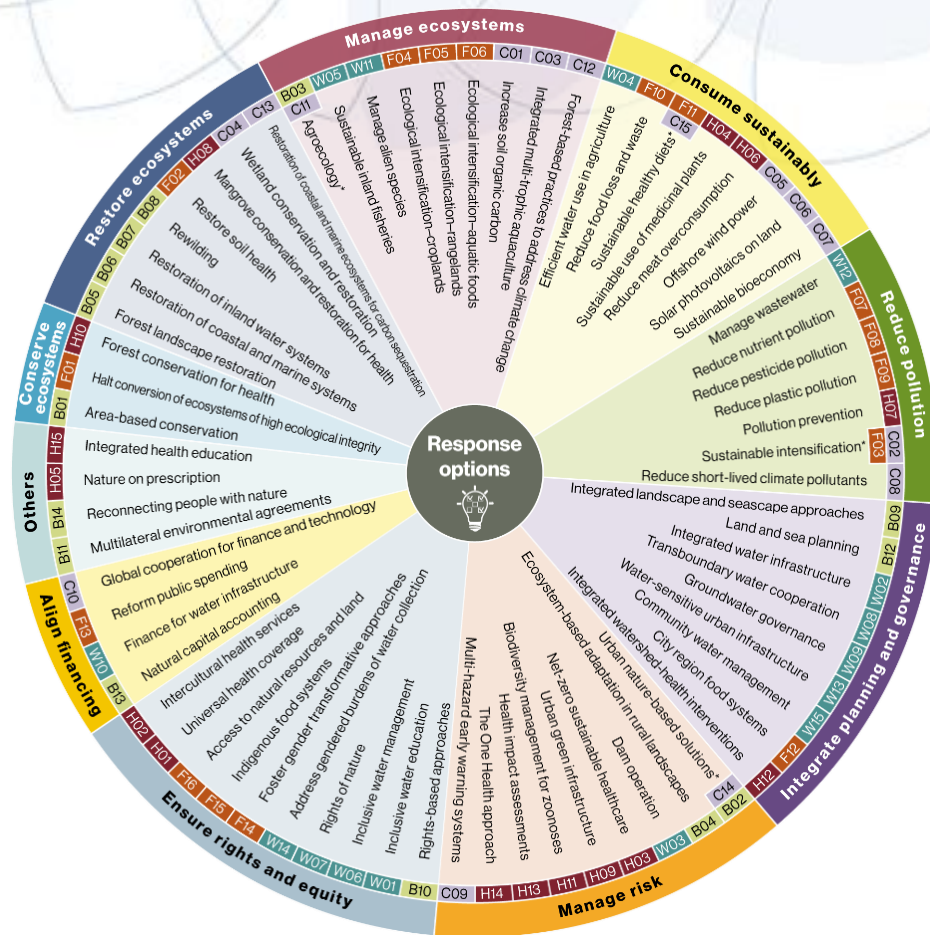 Response
options
Manage ecosystems
B03
C11
W05
W11
F04
F05
F06
C01
C03
C12
Agroecology*
Sustainable inland fisheries
Manage alien species
Ecological intensification–croplands
Ecological intensification–rangelands
Ecological intensification–aquatic foods
Increase soil organic carbon
Integrated multi-trophic aquaculture
Forest-based practices to address climate change
Consume sustainably
W04
F10
F11
C15
H04
H06
C05
C06
C07
Efficient water use in agriculture
Reduce food loss and waste
Sustainable healthy diets*
Sustainable use of medicinal plants
Reduce meat overconsumption
Offshore wind power
Solar photovoltaics on land
Sustainable bioeconomy
Reduce pollution
W12
F07
F08
F09
H07
C02
F03
C08
Manage wastewater
Reduce nutrient pollution
Reduce pesticide pollution
Reduce plastic pollution
Pollution prevention
Sustainable intensification*
Reduce short-lived climate pollutants
Integrate planning and governance
B09
B12
W02
W08
W09
W13
W15
F12
H12
Integrated landscape and seascape approaches
Land and sea planning
Integrated water infrastructure
Transboundary water cooperation
Groundwater governance
Water-sensitive urban infrastructure
Community water management
City region food systems
Integrated watershed-health interventions
Manage risk
C14
B02
B04
W03
H03
H09
H11
H13
H14
C09
Urban nature-based solutions*
Ecosystem-based adaptation in rural landscapes
Dam operation
Net-zero sustainable healthcare
Urban green infrastructure
Biodiversity management for zoonoses
Health impact assessments
The One Health approach
Multi-hazard early warning systems
Ensure rights and equity
B10
W01
W06
W07
W14
F14
F15
F16
H01
H02
Rights-based approaches
Inclusive water education
Inclusive water management
Rights of nature
Address gendered burdens of water collection
Foster gender transformative approaches
Indigenous food systems
Access to natural resources and land
Universal health coverage
Intercultural health services
Align financing
B13
W10
F13
C10
Natural capital accounting
Finance for water infrastructure
Reform public spending
Global cooperation for finance and technology
Others
B11
B14
H05
H15
Multilateral environmental agreements
Reconnecting people with nature
Nature on prescription
Integrated health education
Conserve
ecosystems
B01
F01
H10
Area-based conservation
Halt conversion of ecosystems of high ecological integrity
Forest conservation for health
Restore ecosystems
B05
B06
B07
B08
F02
H08
C04
C13
Forest landscape restoration
Restoration of coastal and marine systems
Restoration of inland water systems
Rewilding
Restore soil health
Mangrove conservation and restoration for health
Wetland conservation and restoration
Restoration of coastal and marine ecosystems for carbon sequestration